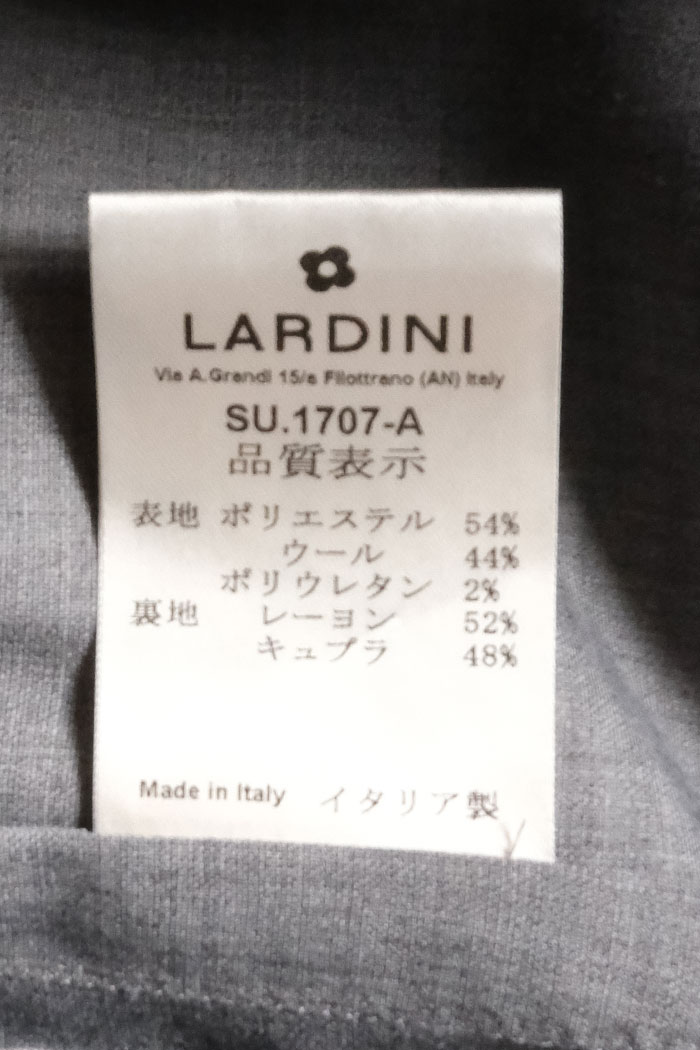 LARDINI
Via A.Grandi 15/a Filottrano (AN) Italy
SU.1707-A
品質表示
表地 ポリエステル 54%
ウール 44%
ポリウレタン 2%
裏地 レーヨン 52%
キュプラ 48%
Made in Italy イタリア製